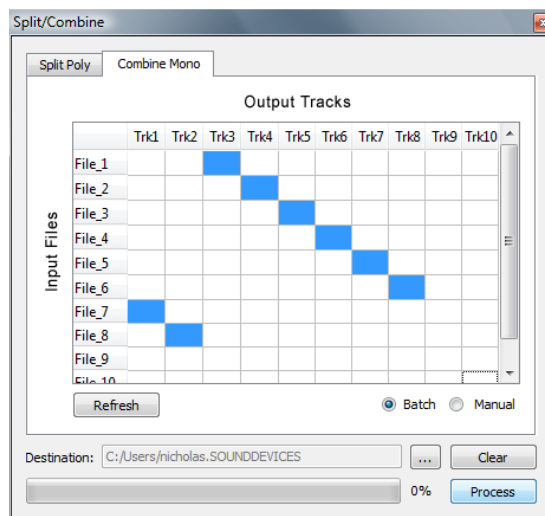 Split/Combine
Split Poly Combine Mono
Output Tracks
Trk1 Trk2 Trk3 Trk4 Trk5 Trk6 Trk7 Trk8 Trk9 Trk10
Input Files
File_1
File_2
File_3
File_4
File_5
File_6
File_7
File_8
File_9
File_10
Refresh Batch Manual
Destination: C:/Users/nicholas.SOUNDDEVICES ... Clear
0% Process